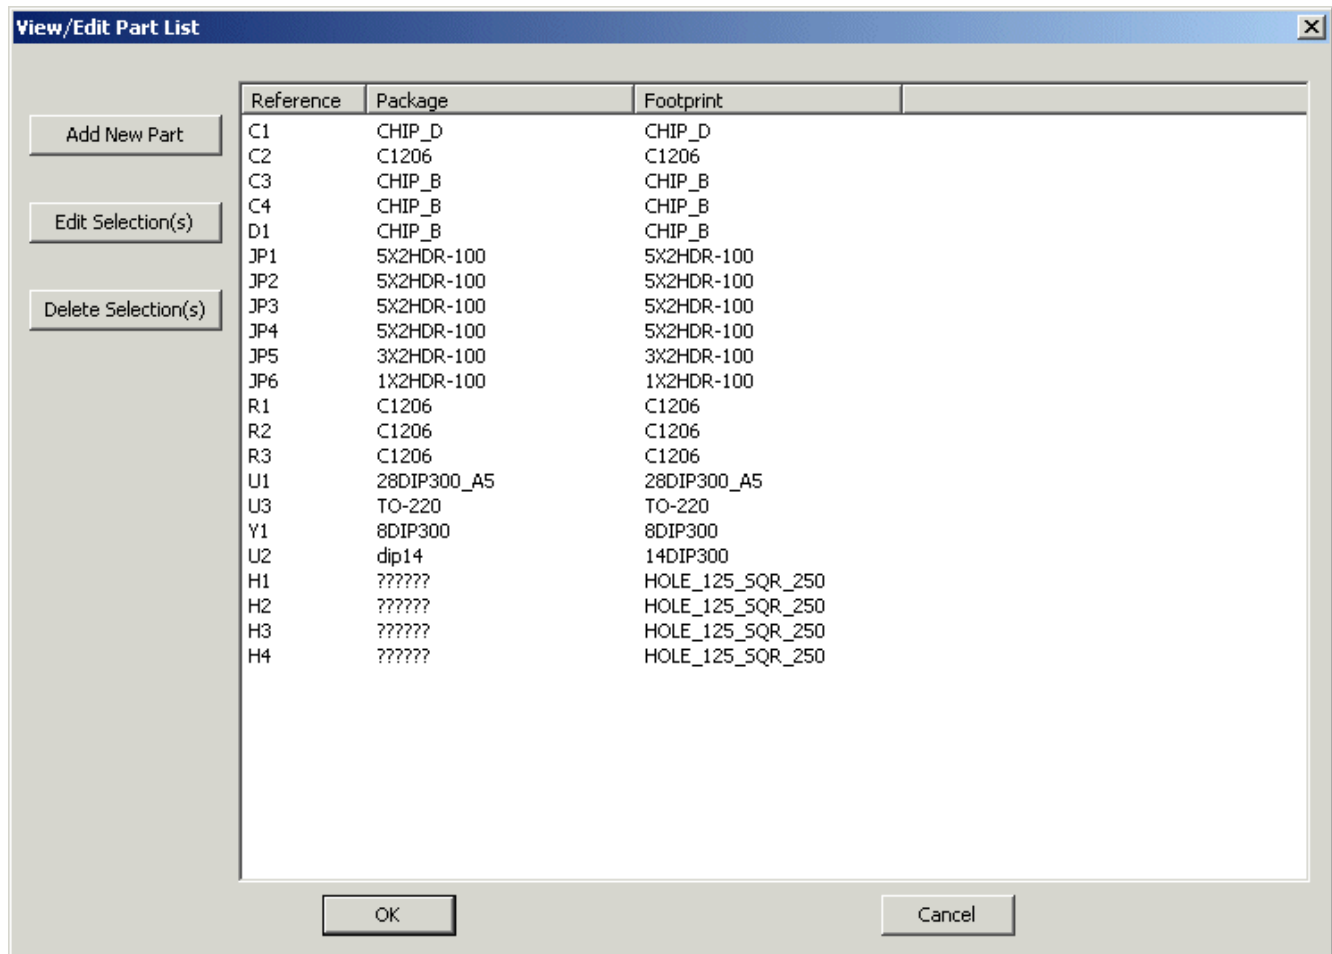 View/Edit Part List
Reference Package Footprint
Add New Part
Edit Selection(s)
Delete Selection(s)
C1 CHIP_D CHIP_D
C2 C1206 C1206
C3 CHIP_B CHIP_B
C4 CHIP_B CHIP_B
D1 CHIP_B CHIP_B
JP1 5X2HDR-100 5X2HDR-100
JP2 5X2HDR-100 5X2HDR-100
JP3 5X2HDR-100 5X2HDR-100
JP4 5X2HDR-100 5X2HDR-100
JP5 3X2HDR-100 3X2HDR-100
JP6 1X2HDR-100 1X2HDR-100
R1 C1206 C1206
R2 C1206 C1206
R3 C1206 C1206
U1 28DIP300_A5 28DIP300_A5
U3 TO-220 TO-220
Y1 8DIP300 8DIP300
U2 dip14 14DIP300
H1 ?????? HOLE_125_SQR_250
H2 ?????? HOLE_125_SQR_250
H3 ?????? HOLE_125_SQR_250
H4 ?????? HOLE_125_SQR_250
OK Cancel